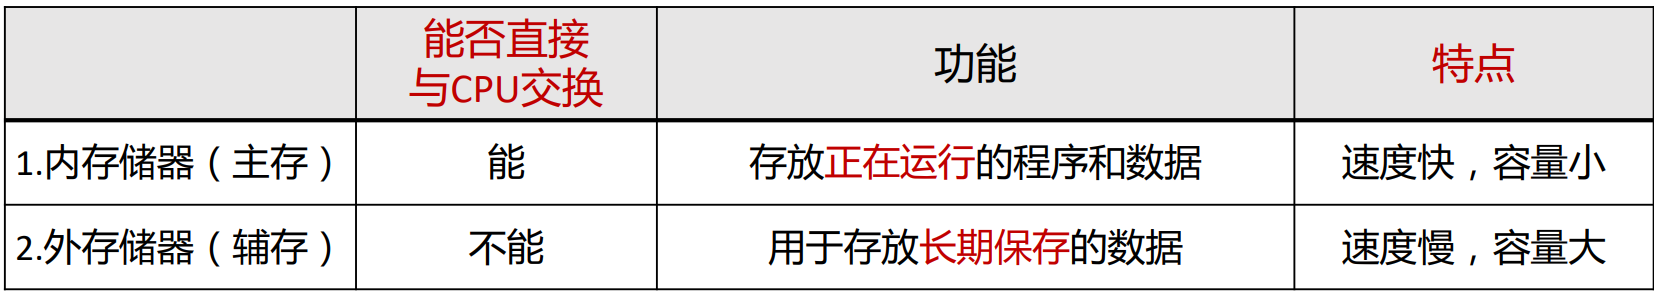 能否直接
与CPU交换
功能
特点
1.内存储器（主存）
能
存放正在运行的程序和数据
速度快，容量小
2.外存储器（辅存）
不能
用于存放长期保存的数据
速度慢，容量大